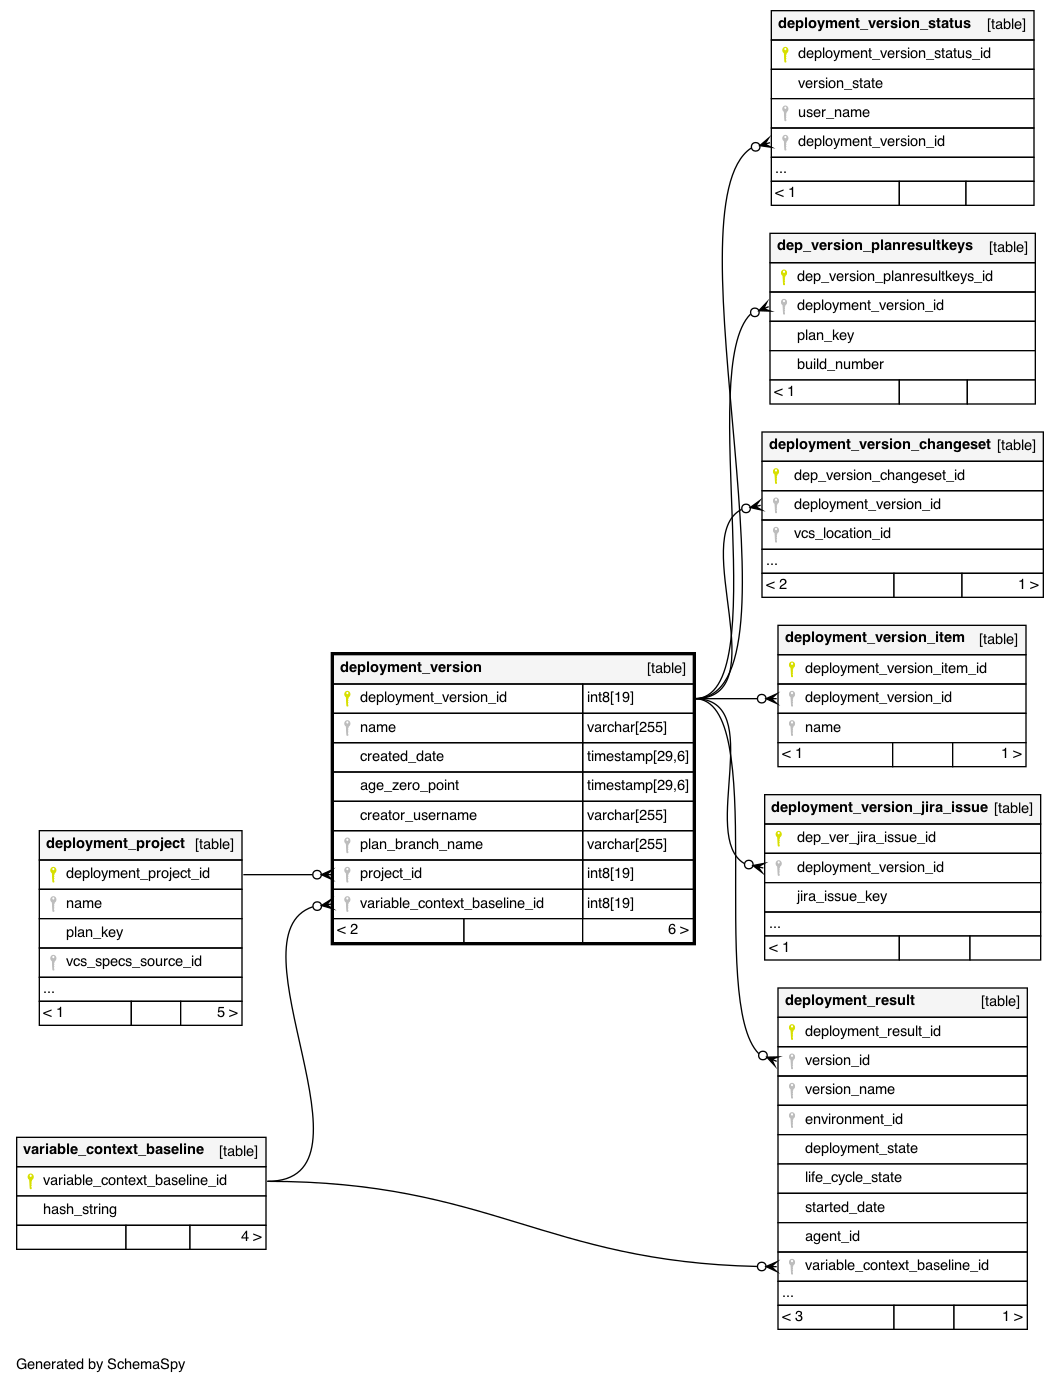 deployment_version_status [table]
deployment_version_status_id
version_state
user_name
deployment_version_id
...
< 1
dep_version_planresultkeys [table]
dep_version_planresultkeys_id
deployment_version_id
plan_key
build_number
< 1
deployment_version_changeset [table]
dep_version_changeset_id
deployment_version_id
vcs_location_id
...
< 2 1 >
deployment_version_item [table]
deployment_version_item_id
deployment_version_id
name
< 1 1 >
deployment_version [table]
deployment_version_id int8[19]
name varchar[255]
created_date timestamp[29,6]
age_zero_point timestamp[29,6]
creator_username varchar[255]
plan_branch_name varchar[255]
project_id int8[19]
variable_context_baseline_id int8[19]
< 2 6 >
deployment_version_jira_issue [table]
dep_ver_jira_issue_id
deployment_version_id
jira_issue_key
...
< 1
deployment_project [table]
deployment_project_id
name
plan_key
vcs_specs_source_id
...
< 1 5 >
deployment_result [table]
deployment_result_id
version_id
version_name
environment_id
deployment_state
life_cycle_state
started_date
agent_id
variable_context_baseline_id
...
< 3 1 >
variable_context_baseline [table]
variable_context_baseline_id
hash_string
4 >
Generated by SchemaSpy